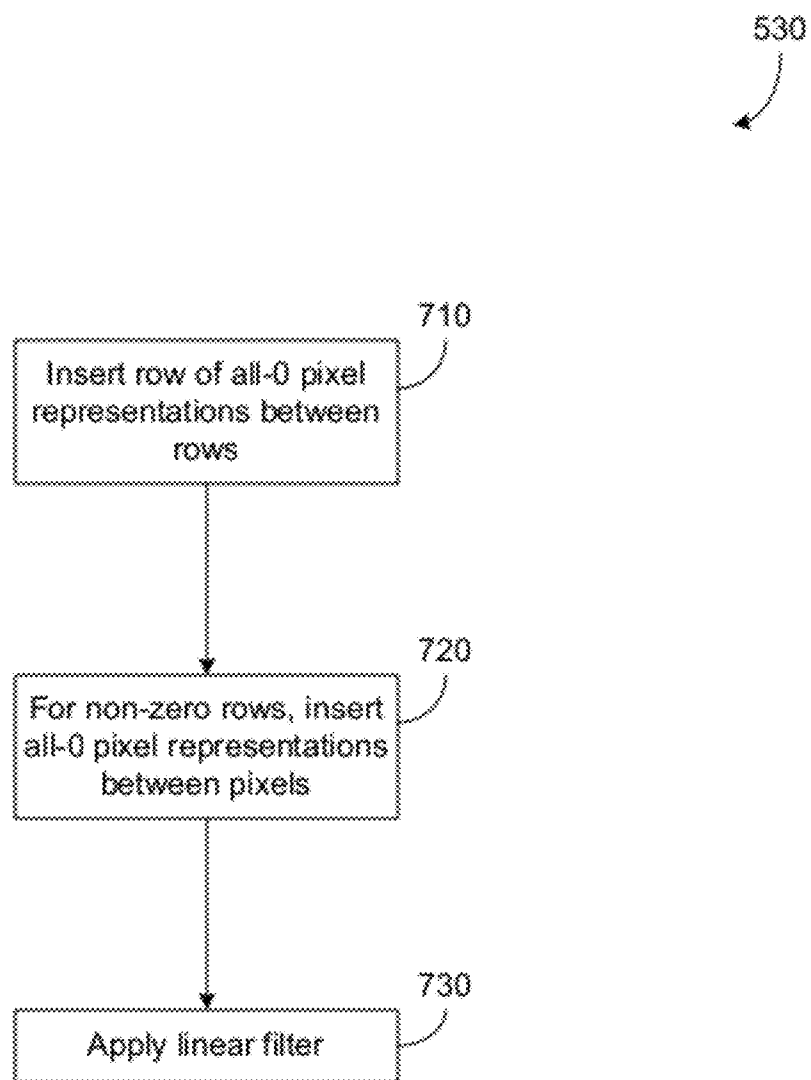 530
710
Insert row of all-0 pixel
representations between
rows
720
For non-zero rows, insert
all-0 pixel representations
between pixels
730
Apply linear filter